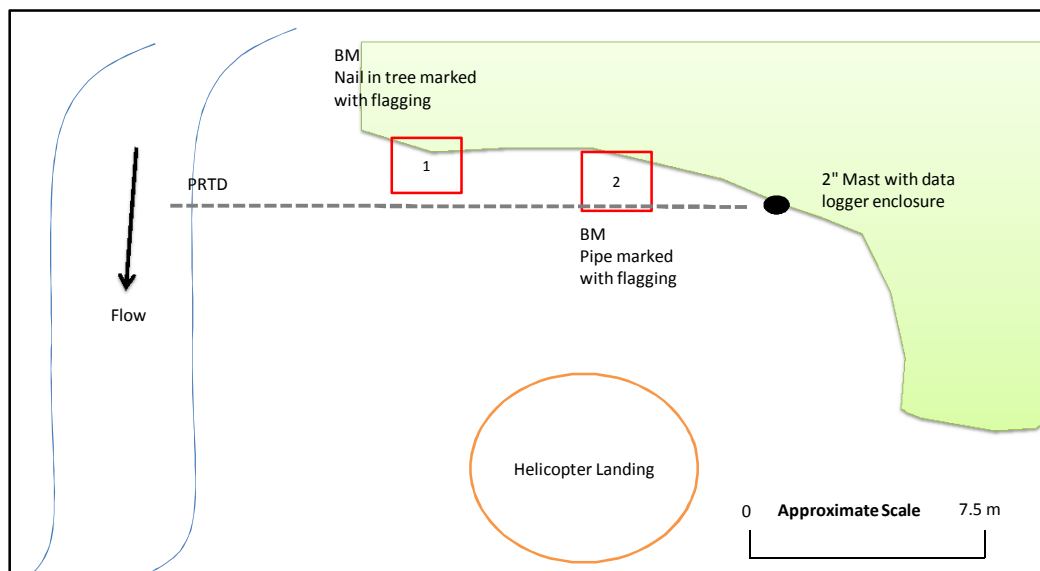 BM
Nail in tree marked
with flagging
1
2
PRTD
2" Mast with data
logger enclosure
BM
Pipe marked
with flagging
Flow
Helicopter Landing
0 Approximate Scale 7.5 m